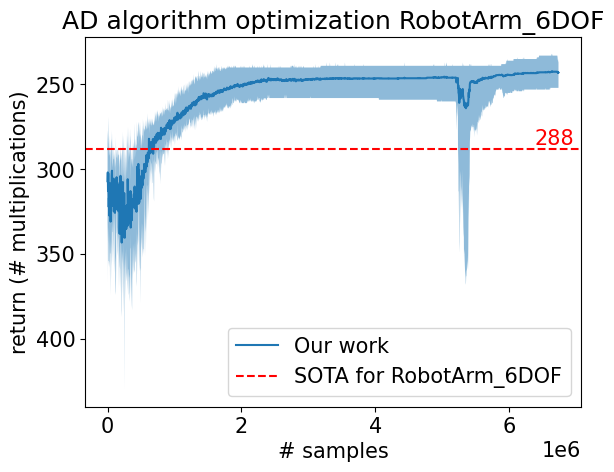 AD algorithm optimization RobotArm_6DOF
return (# multiplications)
250
300
350
400
288
Our work
SOTA for RobotArm_6DOF
0
2
4
6
1e6
# samples